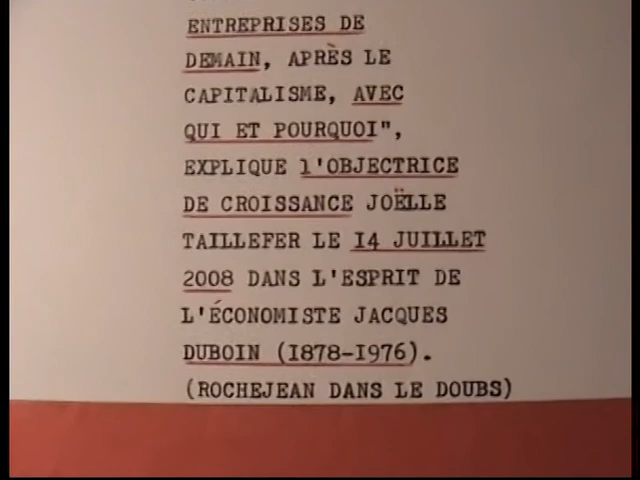 ENTREPRISES DE
DEMAIN, APRÈS LE
CAPITALISME, AVEC
QUI ET POURQUOI",
EXPLIQUE l'OBJECTRICE
DE CROISSANCE JOËLLE
TAILLEFER LE 14 JUILLET
2008 DANS L'ESPRIT DE
L'ÉCONOMISTE JACQUES
DUBOIN (1878-1976).
(ROCHEJEAN DANS LE DOUBS)